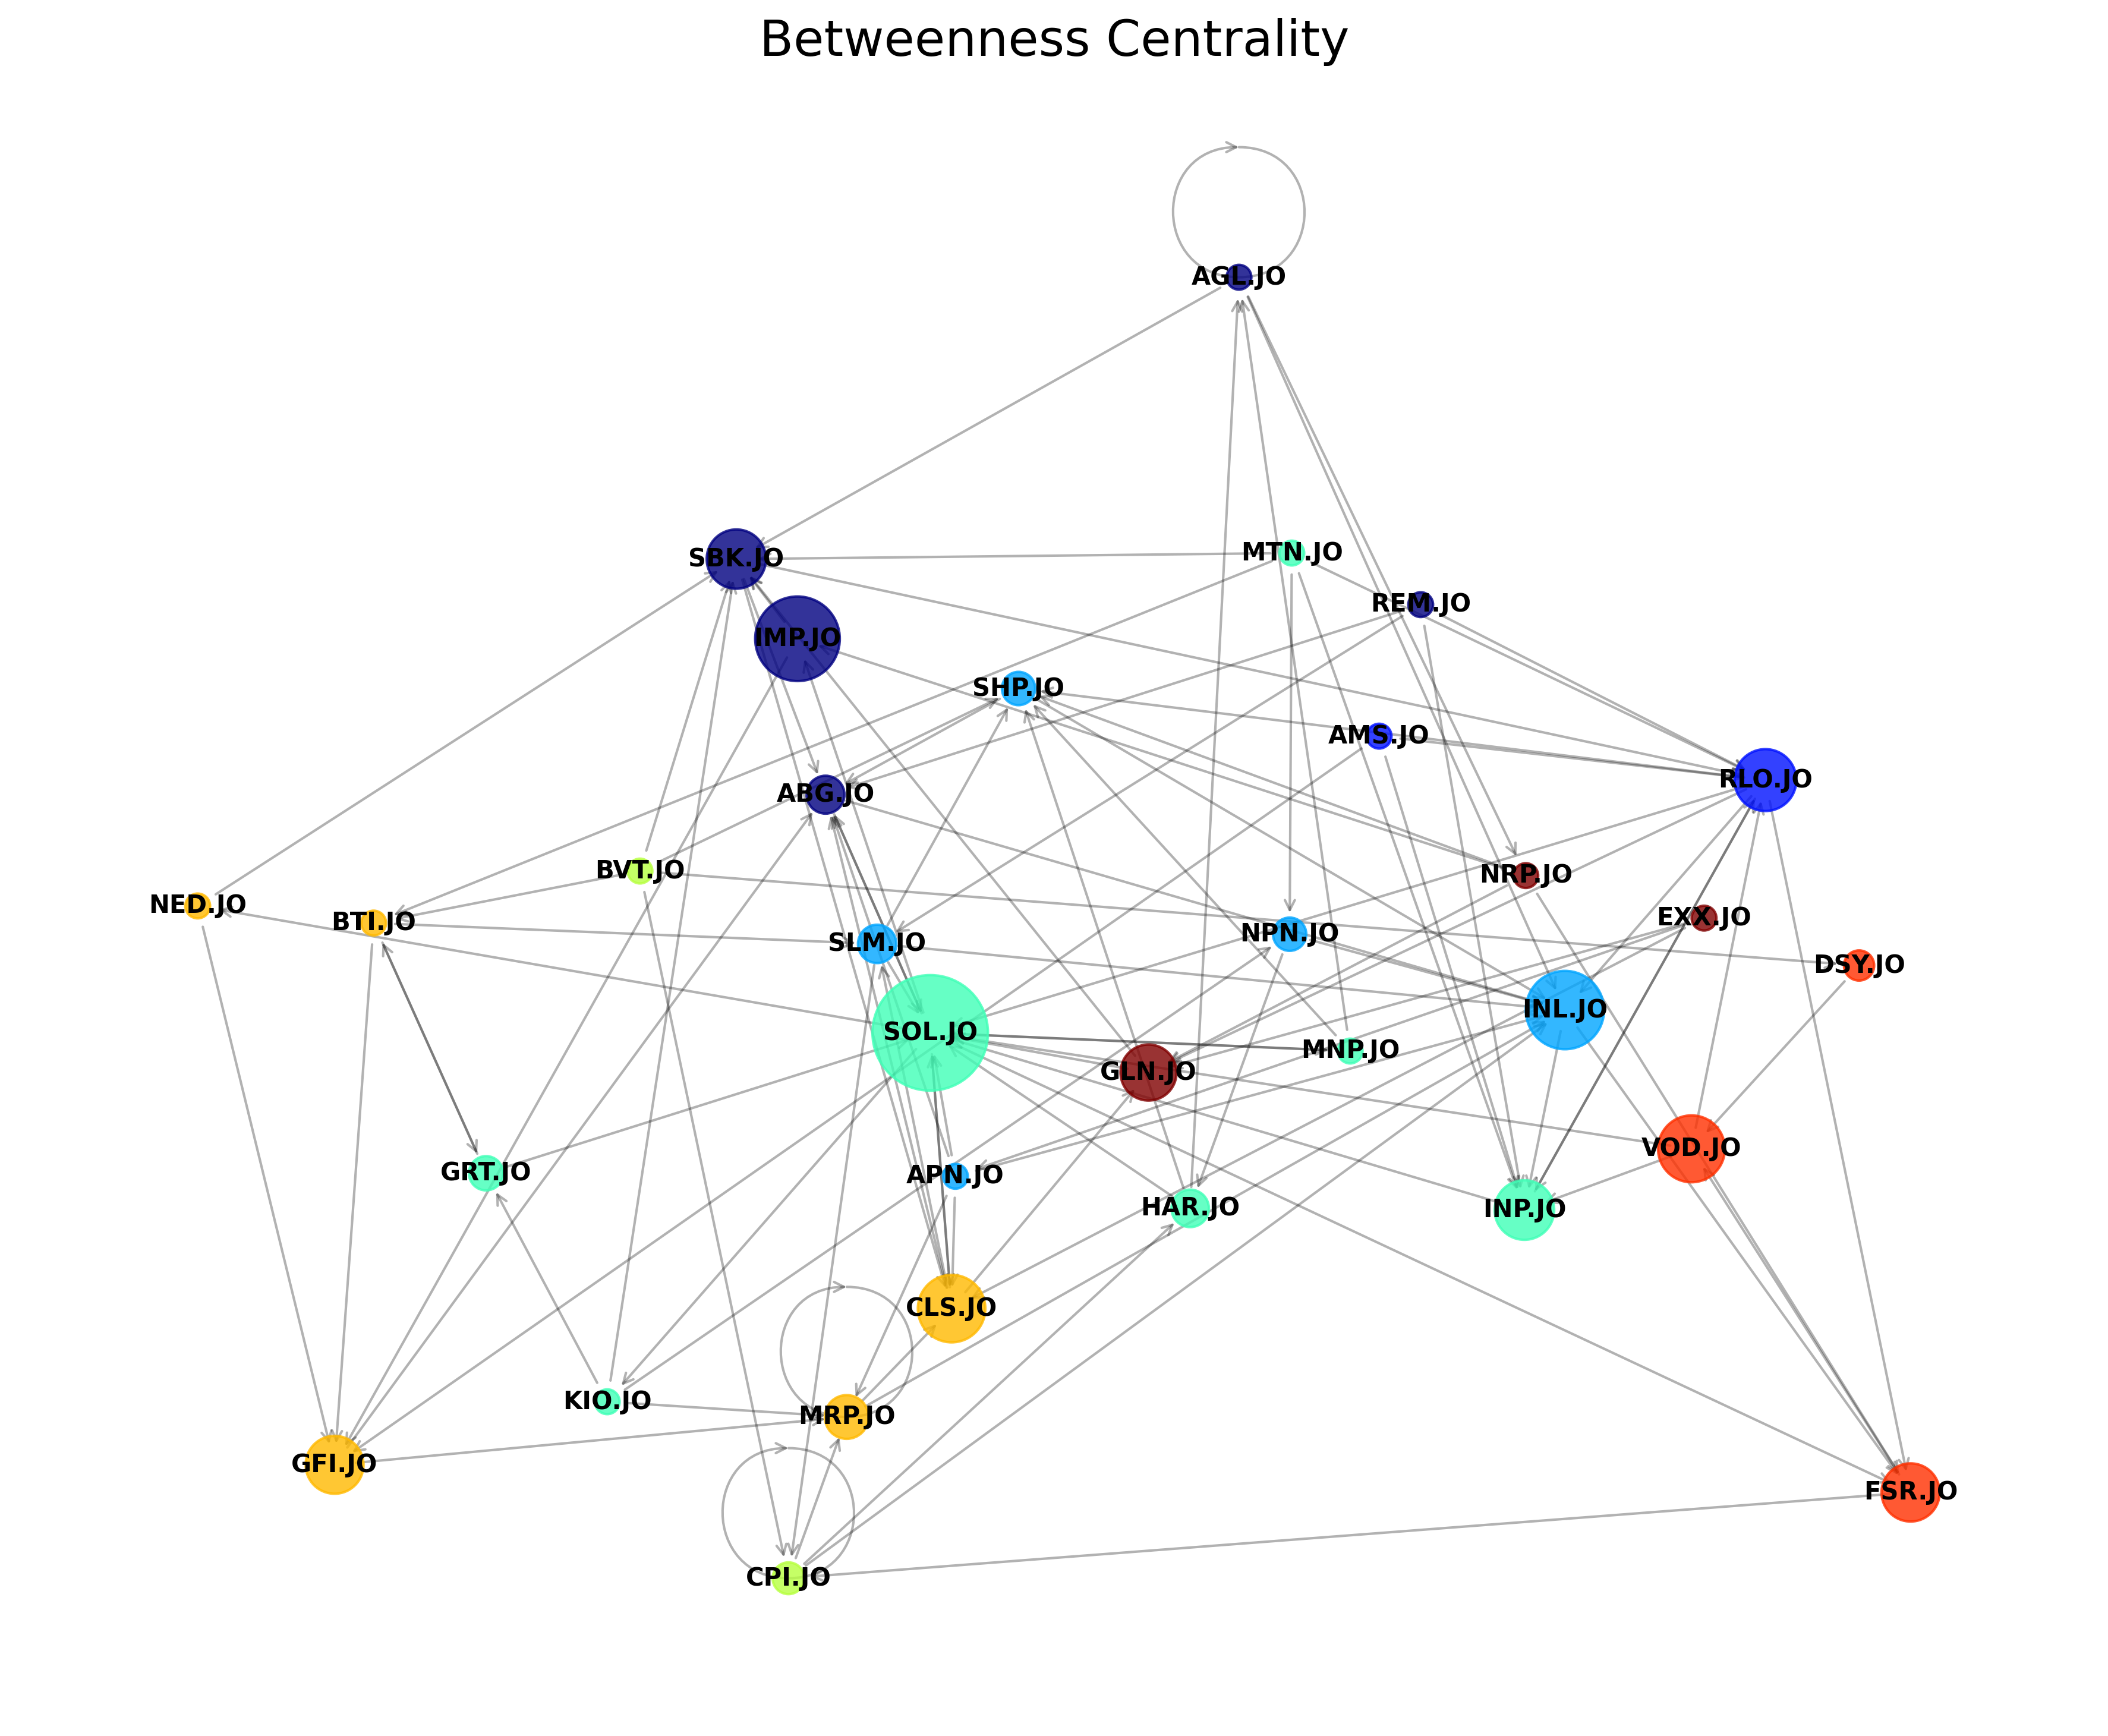 Betweenness Centrality
AGL.JO
SBK.JO
MTN.JO
REM.JO
IMP.JO
SHP.JO
AMS.JO
RLO.JO
ABG.JO
BVT.JO
NRP.JO
NED.JO
BTI.JO
EXX.JO
SLM.JO
NPN.JO
DSY.JO
INL.JO
SOL.JO
MNP.JO
GLN.JO
VOD.JO
GRT.JO
APN.JO
HAR.JO
INP.JO
CLS.JO
KIO.JO
MRP.JO
GFI.JO
FSR.JO
CPI.JO